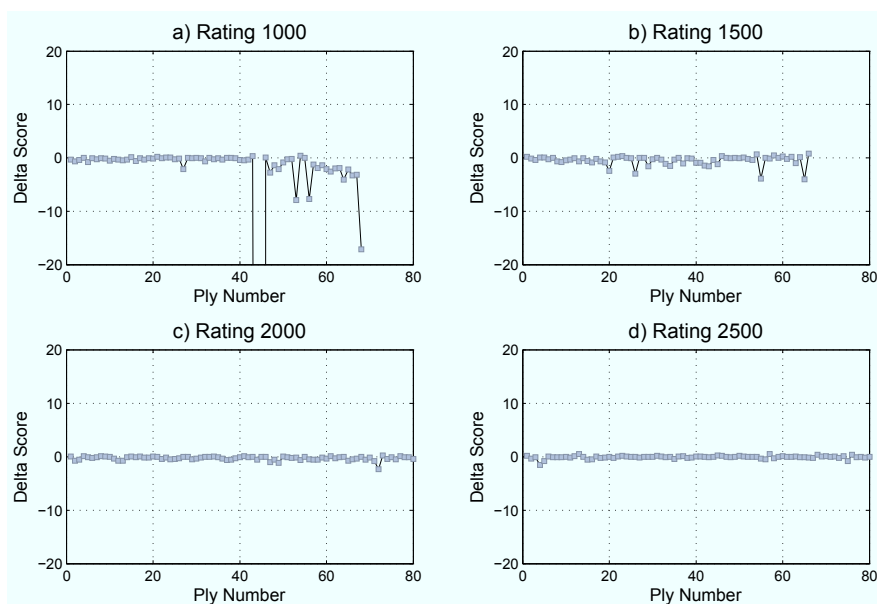 a) Rating 1000
b) Rating 1500
20
10
0
−10
−20
Delta Score
0 20 40 60 80
Ply Number
20
10
0
−10
−20
Delta Score
0 20 40 60 80
Ply Number
c) Rating 2000
d) Rating 2500
20
10
0
−10
−20
Delta Score
0 20 40 60 80
Ply Number
20
10
0
−10
−20
Delta Score
0 20 40 60 80
Ply Number